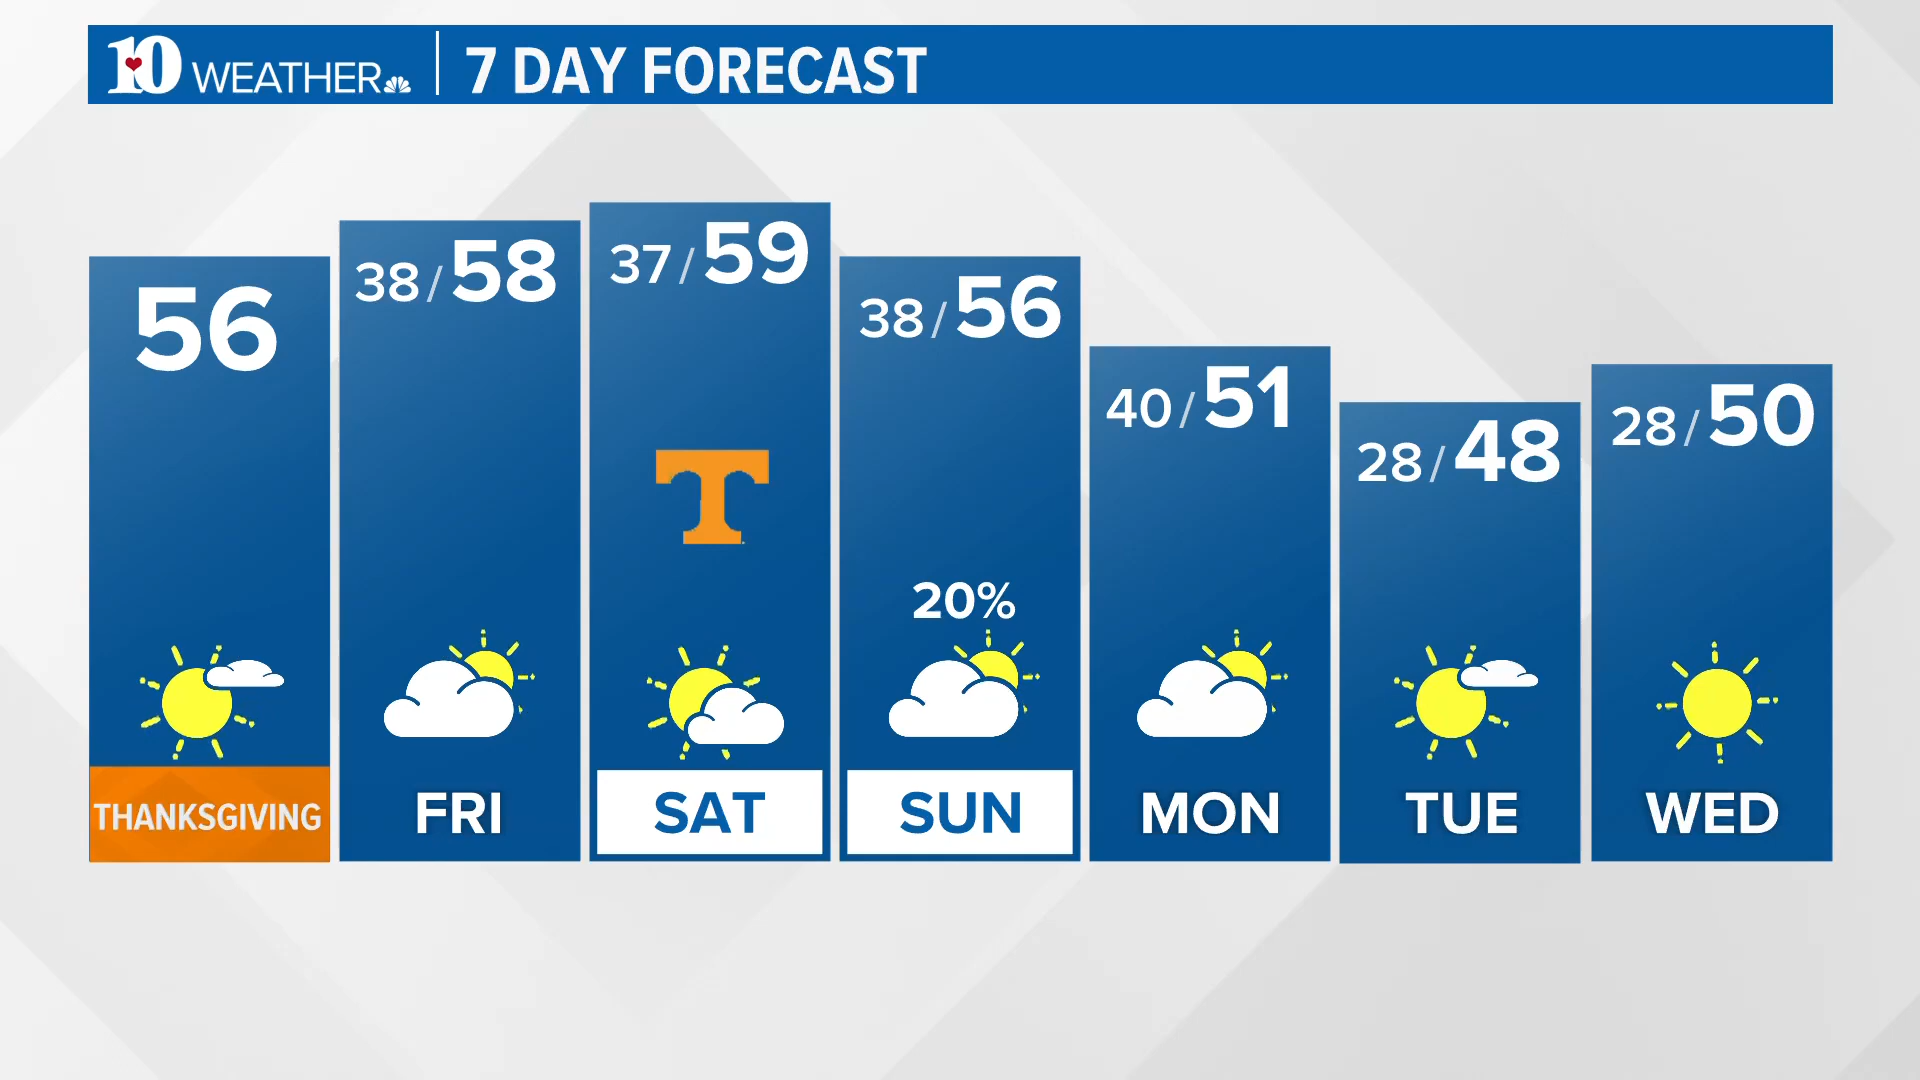 10 WEATHER 7 DAY FORECAST
56
38/58
37/59
38/56
40/51
28/48
28/50
T
20%
THANKSGIVING
FRI
SAT
SUN
MON
TUE
WED